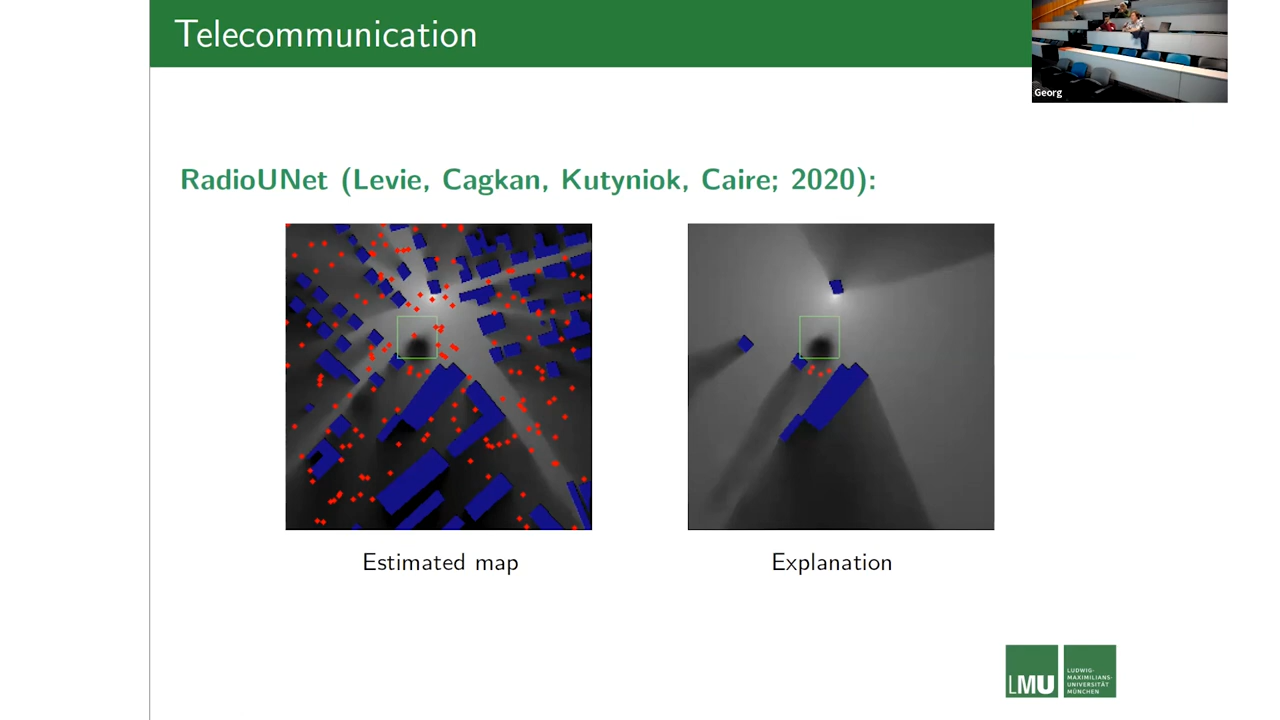 Telecommunication
Georg
RadioUNet (Levie, Cagkan, Kutyniok, Caire; 2020):
Estimated map
Explanation
LMU
LUDWIG-
MAXIMILIANS-
UNIVERSITÄT
MÜNCHEN